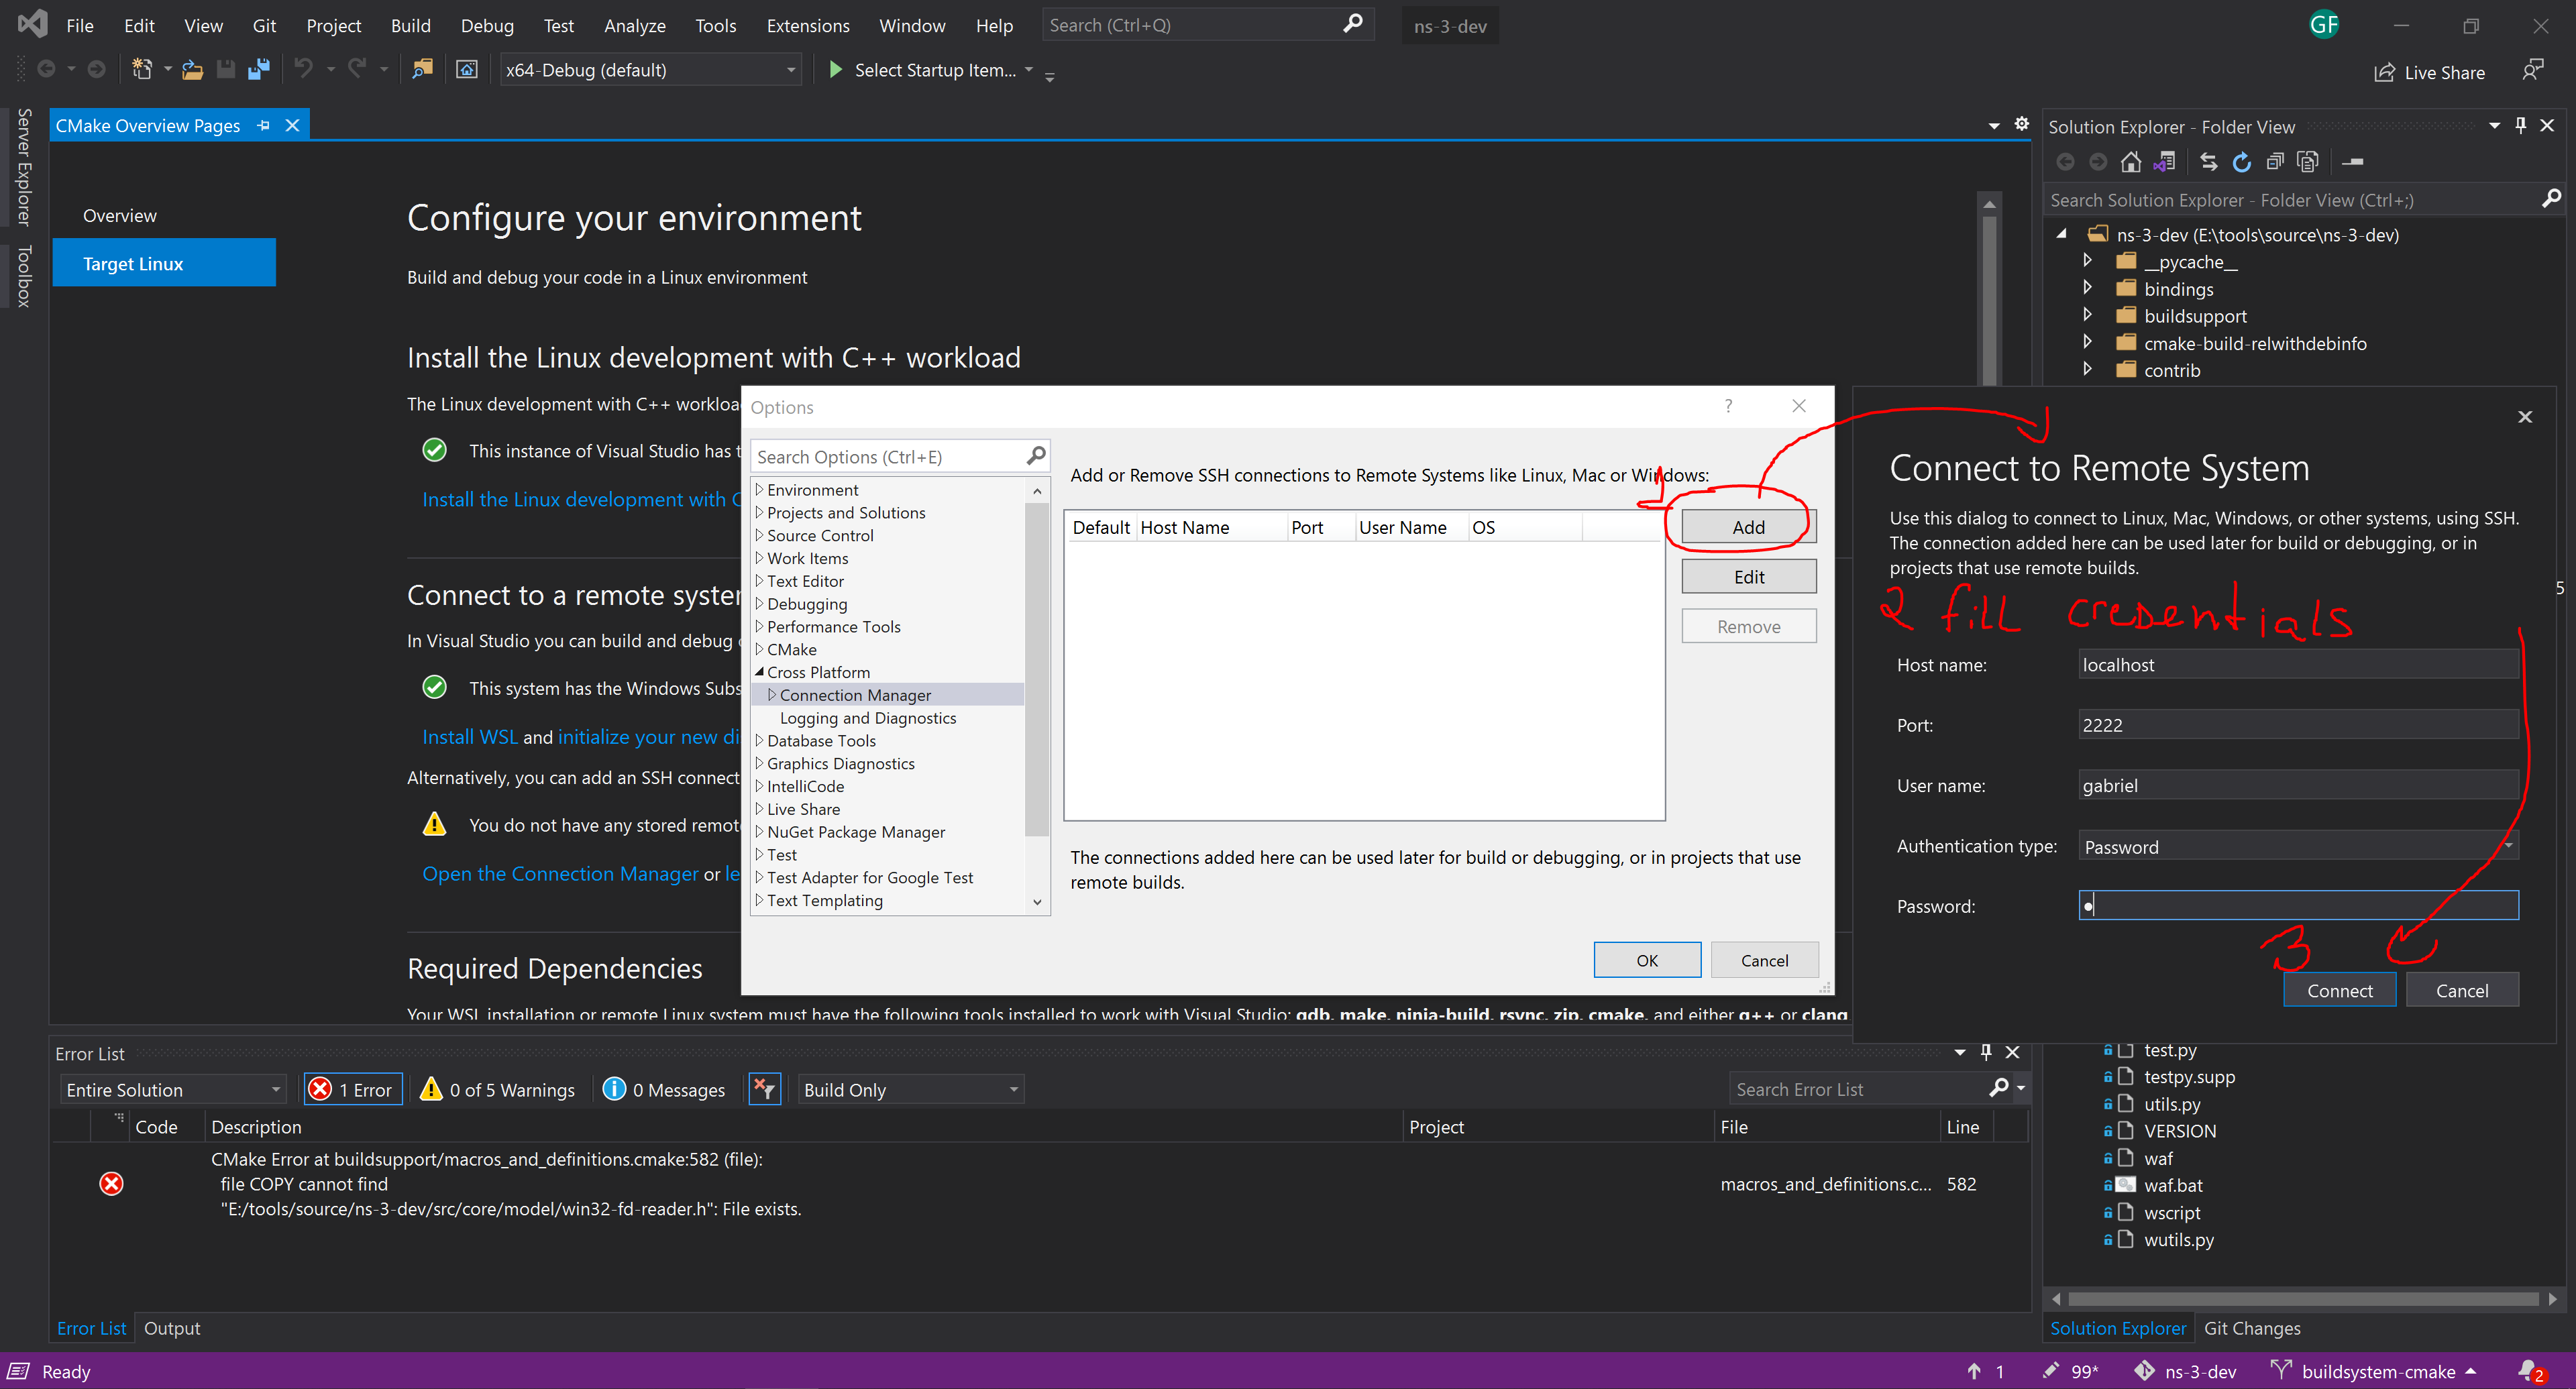 File Edit View Git Project Build Debug Test Analyze Tools Extensions Window Help Search (Ctrl+Q) ns-3-dev GF
x64-Debug (default) Select Startup Item... Live Share
Server Explorer
Toolbox
CMake Overview Pages
Overview
Target Linux
Configure your environment
Build and debug your code in a Linux environment
Install the Linux development with C++ workload
The Linux development with C++
This instance of Visual Studio has
Install the Linux development with
Connect to a remote
In Visual Studio you can build and debug
This system has the Windows
Install WSL and initialize your new
Alternatively, you can add an SSH
You do not have any stored
Open the Connection Manager or
Required Dependencies
Your WSL installation or remote Linux system must have the following tools installed to work with Visual Studio: gdb, make, ninja-build, rsync, zip, cmake, and either g++ or clang
Options
?
Search Options (Ctrl+E)
Environment
Projects and Solutions
Source Control
Work Items
Text Editor
Debugging
Performance Tools
CMake
Cross Platform
Connection Manager
Logging and Diagnostics
Database Tools
Graphics Diagnostics
IntelliCode
Live Share
NuGet Package Manager
Test
Test Adapter for Google Test
Text Templating
Add or Remove SSH connections to Remote Systems like Linux, Mac or Windows:
1
Default Host Name Port User Name OS
Add
Edit
Remove
The connections added here can be used later for build or debugging, or in projects that use
remote builds.
OK Cancel
Connect to Remote System
Use this dialog to connect to Linux, Mac, Windows, or other systems, using SSH.
The connection added here can be used later for build or debugging, or in
projects that use remote builds.
2 fill credentials
Host name: localhost
Port: 2222
User name: gabriel
Authentication type: Password
Password: ●
3
Connect Cancel
Solution Explorer - Folder View
Search Solution Explorer - Folder View (Ctrl+;)
ns-3-dev (E:\tools\source\ns-3-dev)
__pycache__
bindings
buildsupport
cmake-build-relwithdebinfo
contrib
5
test.py
testpy.supp
utils.py
VERSION
waf
waf.bat
wscript
wutils.py
Solution Explorer Git Changes
Error List
Entire Solution 1 Error 0 of 5 Warnings 0 Messages Build Only Search Error List
Code Description Project File Line
CMake Error at buildsupport/macros_and_definitions.cmake:582 (file):
file COPY cannot find
"E:/tools/source/ns-3-dev/src/core/model/win32-fd-reader.h": File exists.
macros_and_definitions.c... 582
Error List Output
Ready 1 99* ns-3-dev buildsystem-cmake 2